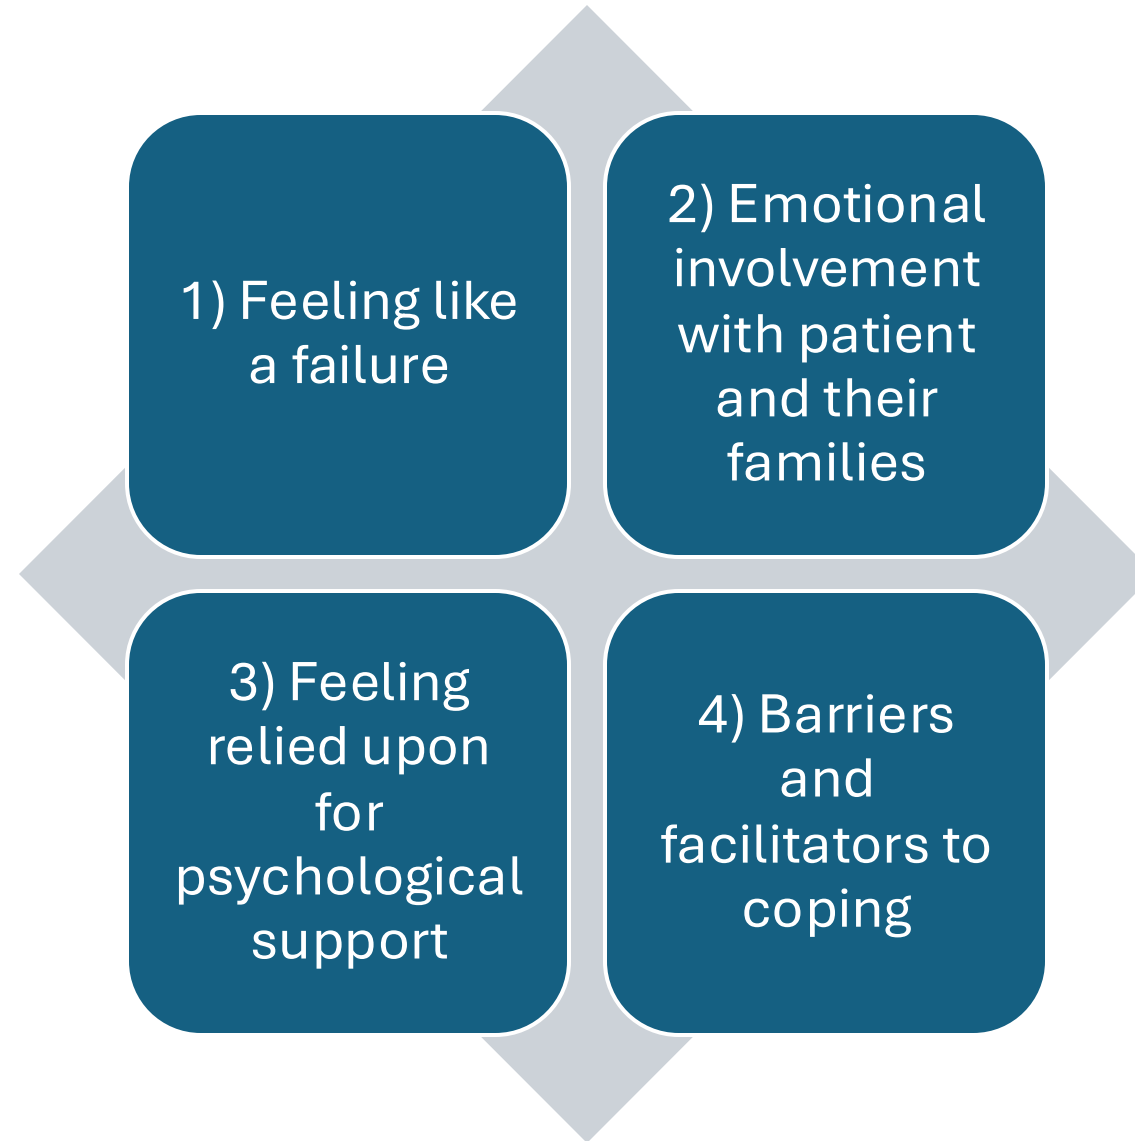 1) Feeling like
a failure
2) Emotional
involvement
with patient
and their
families
3) Feeling
relied upon
for
psychological
support
4) Barriers
and
facilitators to
coping